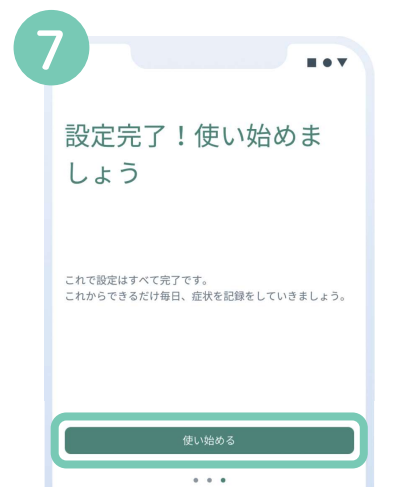 7
設定完了！使い始めま
しょう
これで設定はすべて完了です。
これからできるだけ毎日、症状を記録をしていきましょう。
使い始める